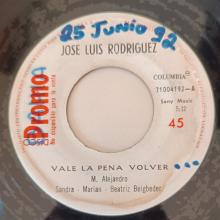 25 JUNIO 92
JOSE LUIS RODRIGUEZ
COLUMBIA
Promo
71004192-A
Sony Music
45
VALE LA PENA VOLVER
M. Alejandro
Sandra - Marian - Beatriz Beigbeder